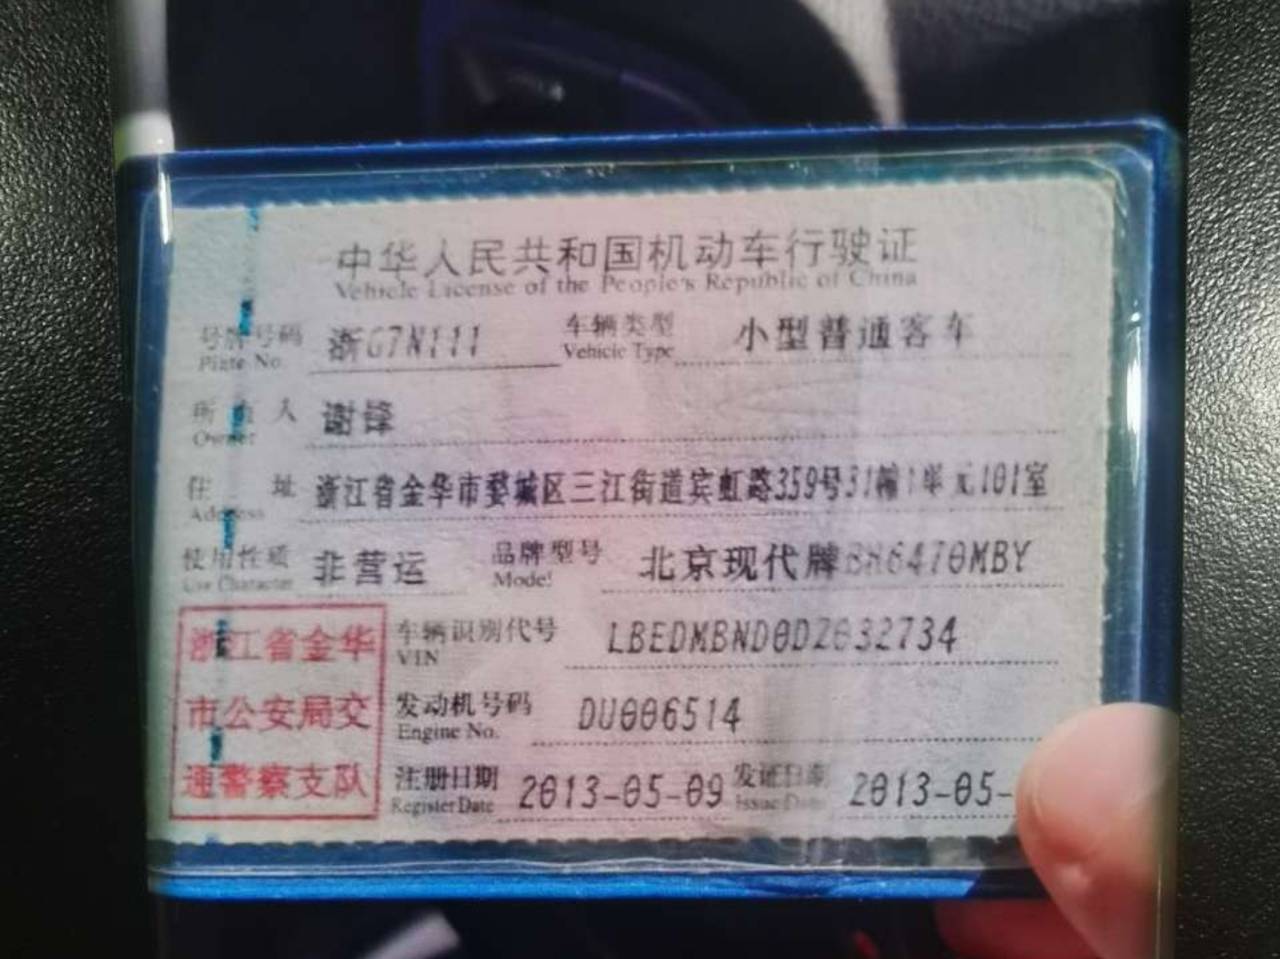 中华人民共和国机动车行驶证
Vehicle License of the People's Republic of China
号牌号码 浙G7N111 车辆类型 小型普通客车
Plate No. Vehicle Type
所有人 谢锋
Owner
住址 浙江省金华市婺城区三江街道宾虹路359号31幢1单元101室
Address
使用性质 非营运 品牌型号 北京现代牌BH6470MBY
Use Character Model
浙江省金华 车辆识别代号 LBEDMBND0DZ032734
VIN
市公安局交 发动机号码 DU006514
Engine No.
通警察支队 注册日期 2013-05-09 发证日期 2013-05-
Register Date Issue Date